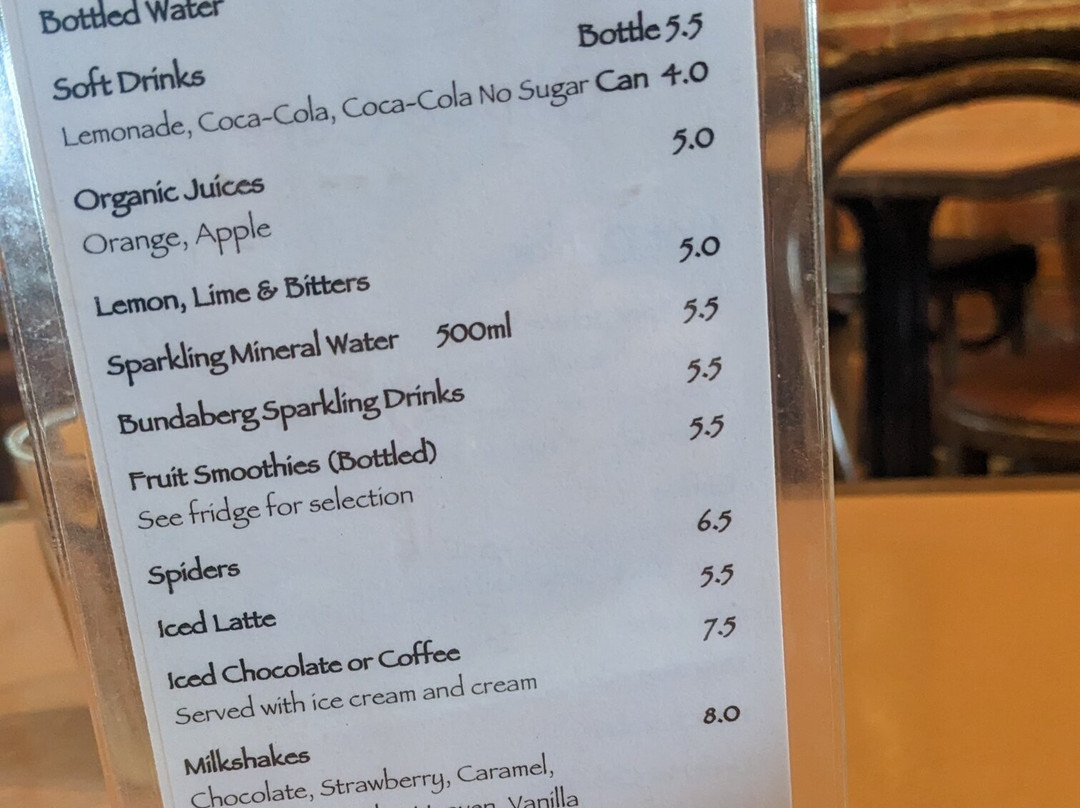 Bottled Water
Soft Drinks Bottle 5.5
Lemonade, Coca-Cola, Coca-Cola No Sugar Can 4.0
Organic Juices 5.0
Orange, Apple
Lemon, Lime & Bitters 5.0
Sparkling Mineral Water 500ml 5.5
Bundaberg Sparkling Drinks 5.5
Fruit Smoothies (Bottled) 5.5
See fridge for selection
Spiders 6.5
Iced Latte 5.5
Iced Chocolate or Coffee 7.5
Served with ice cream and cream
Milkshakes 8.0
Chocolate, Strawberry, Caramel,
Vanilla